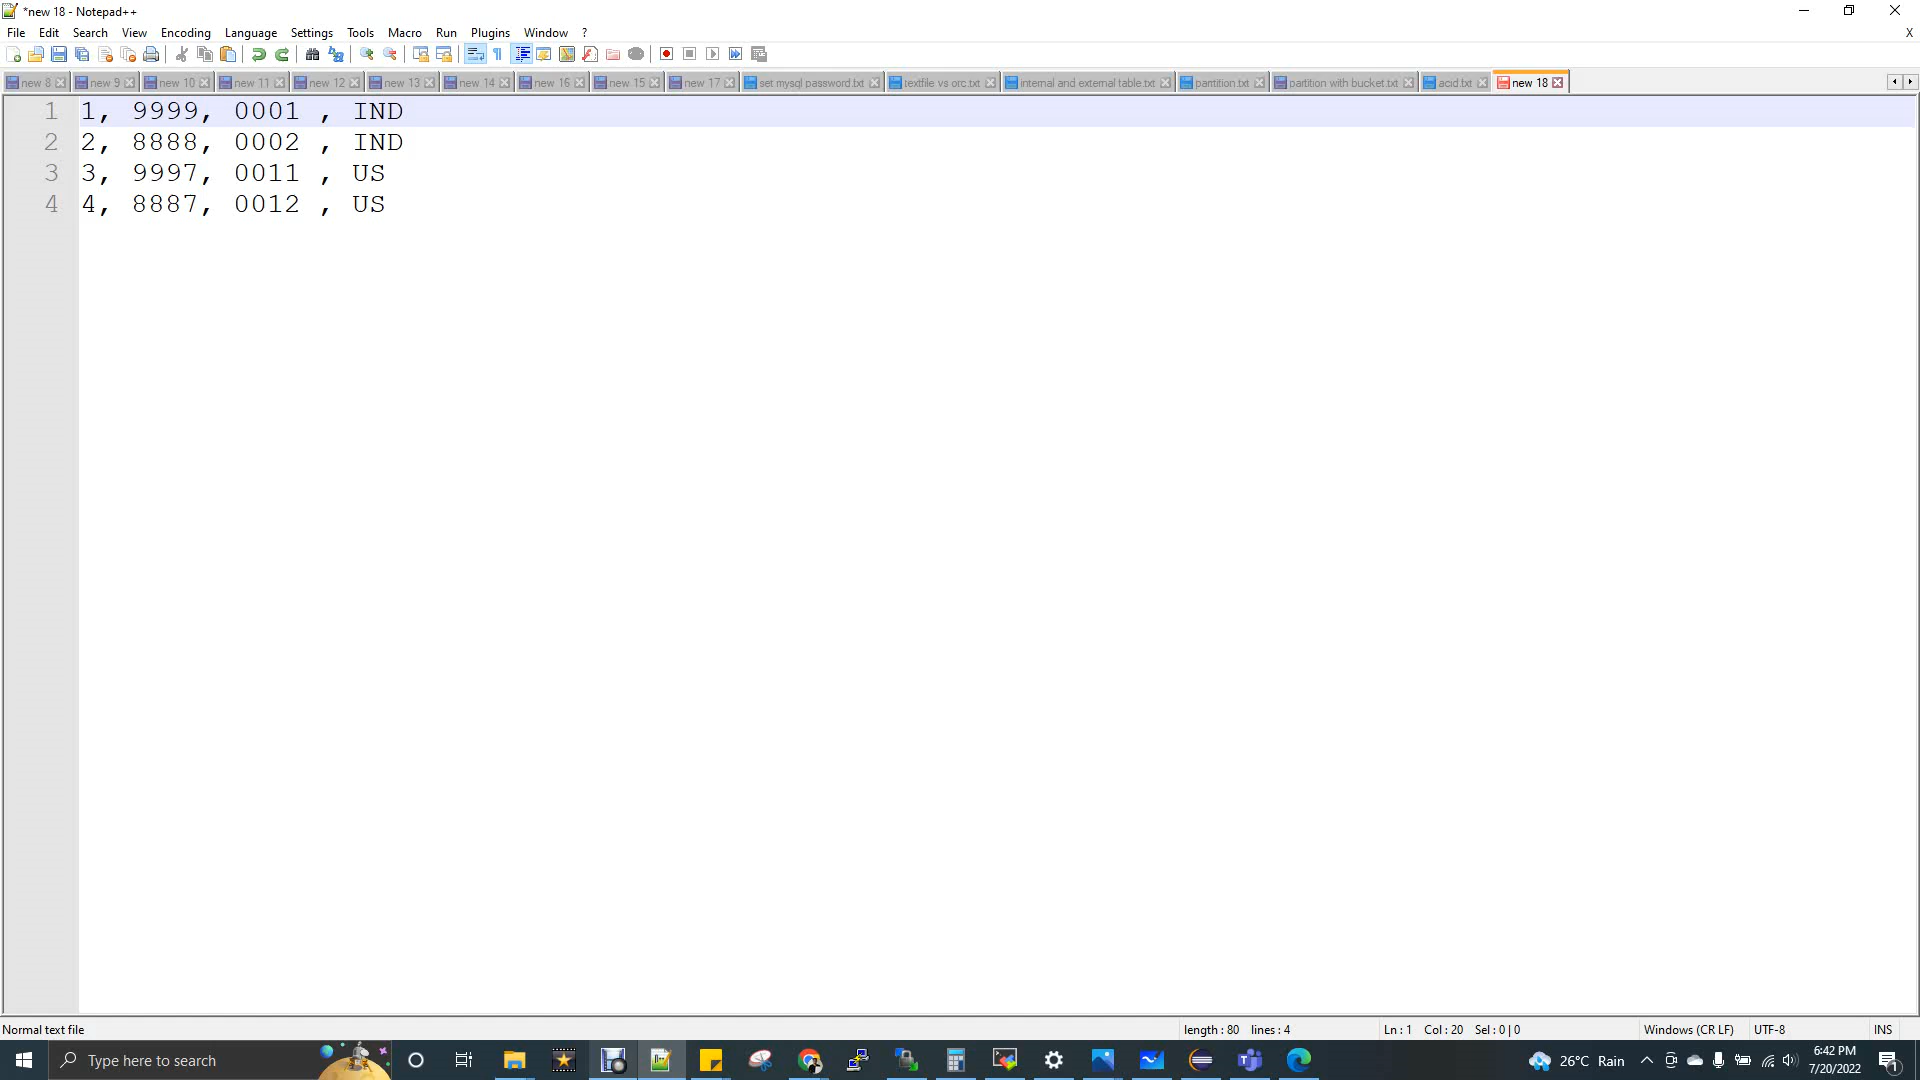 *new 18 - Notepad++
File Edit Search View Encoding Language Settings Tools Macro Run Plugins Window ? X
new 8 new 9 new 10 new 11 new 12 new 13 new 14 new 16 new 15 new 17 set mysql password.txt textfile vs orc.txt internal and external table.txt partition.txt partition with bucket.txt acid.txt new 18
1 1, 9999, 0001 , IND
2 2, 8888, 0002 , IND
3 3, 9997, 0011 , US
4 4, 8887, 0012 , US
Normal text file length : 80 lines : 4 Ln : 1 Col : 20 Sel : 0 | 0 Windows (CR LF) UTF-8 INS
Type here to search 26°C Rain 6:42 PM
7/20/2022 1